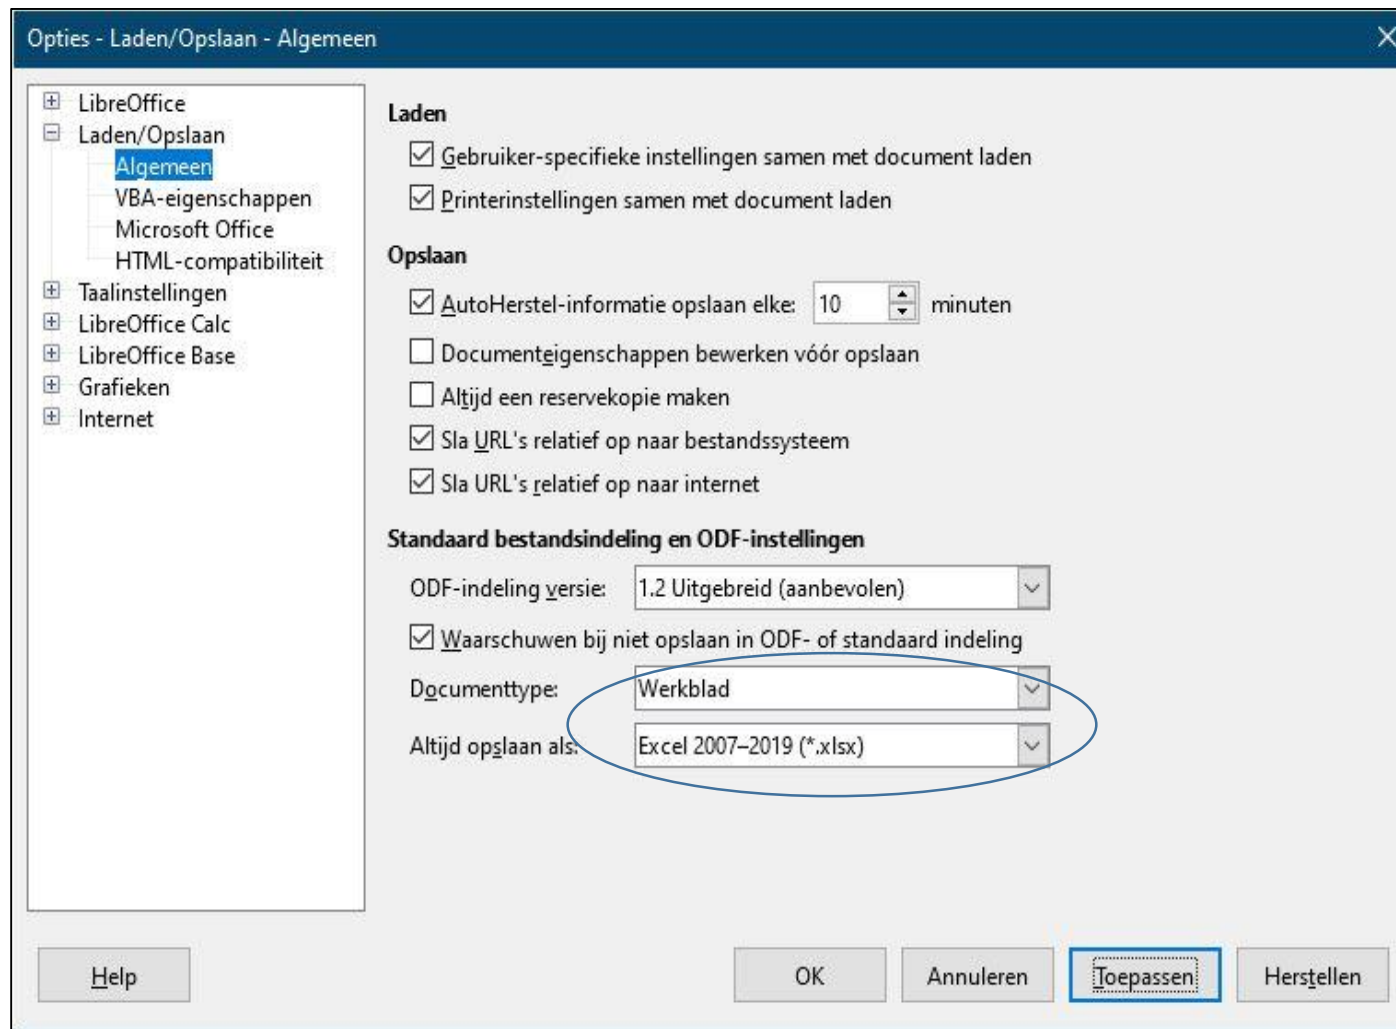 Opties - Laden/Opslaan - Algemeen
LibreOffice
Laden/Opslaan
Algemeen
VBA-eigenschappen
Microsoft Office
HTML-compatibiliteit
Taalinstellingen
LibreOffice Calc
LibreOffice Base
Grafieken
Internet
Laden
Gebruiker-specifieke instellingen samen met document laden
Printerinstellingen samen met document laden
Opslaan
AutoHerstel-informatie opslaan elke: 10 minuten
Documenteigenschappen bewerken vóór opslaan
Altijd een reservekopie maken
Sla URL's relatief op naar bestandssysteem
Sla URL's relatief op naar internet
Standaard bestandsindeling en ODF-instellingen
ODF-indeling versie: 1.2 Uitgebreid (aanbevolen)
Waarschuwen bij niet opslaan in ODF- of standaard indeling
Documenttype: Werkblad
Altijd opslaan als: Excel 2007–2019 (*.xlsx)
Help OK Annuleren Toepassen Herstellen